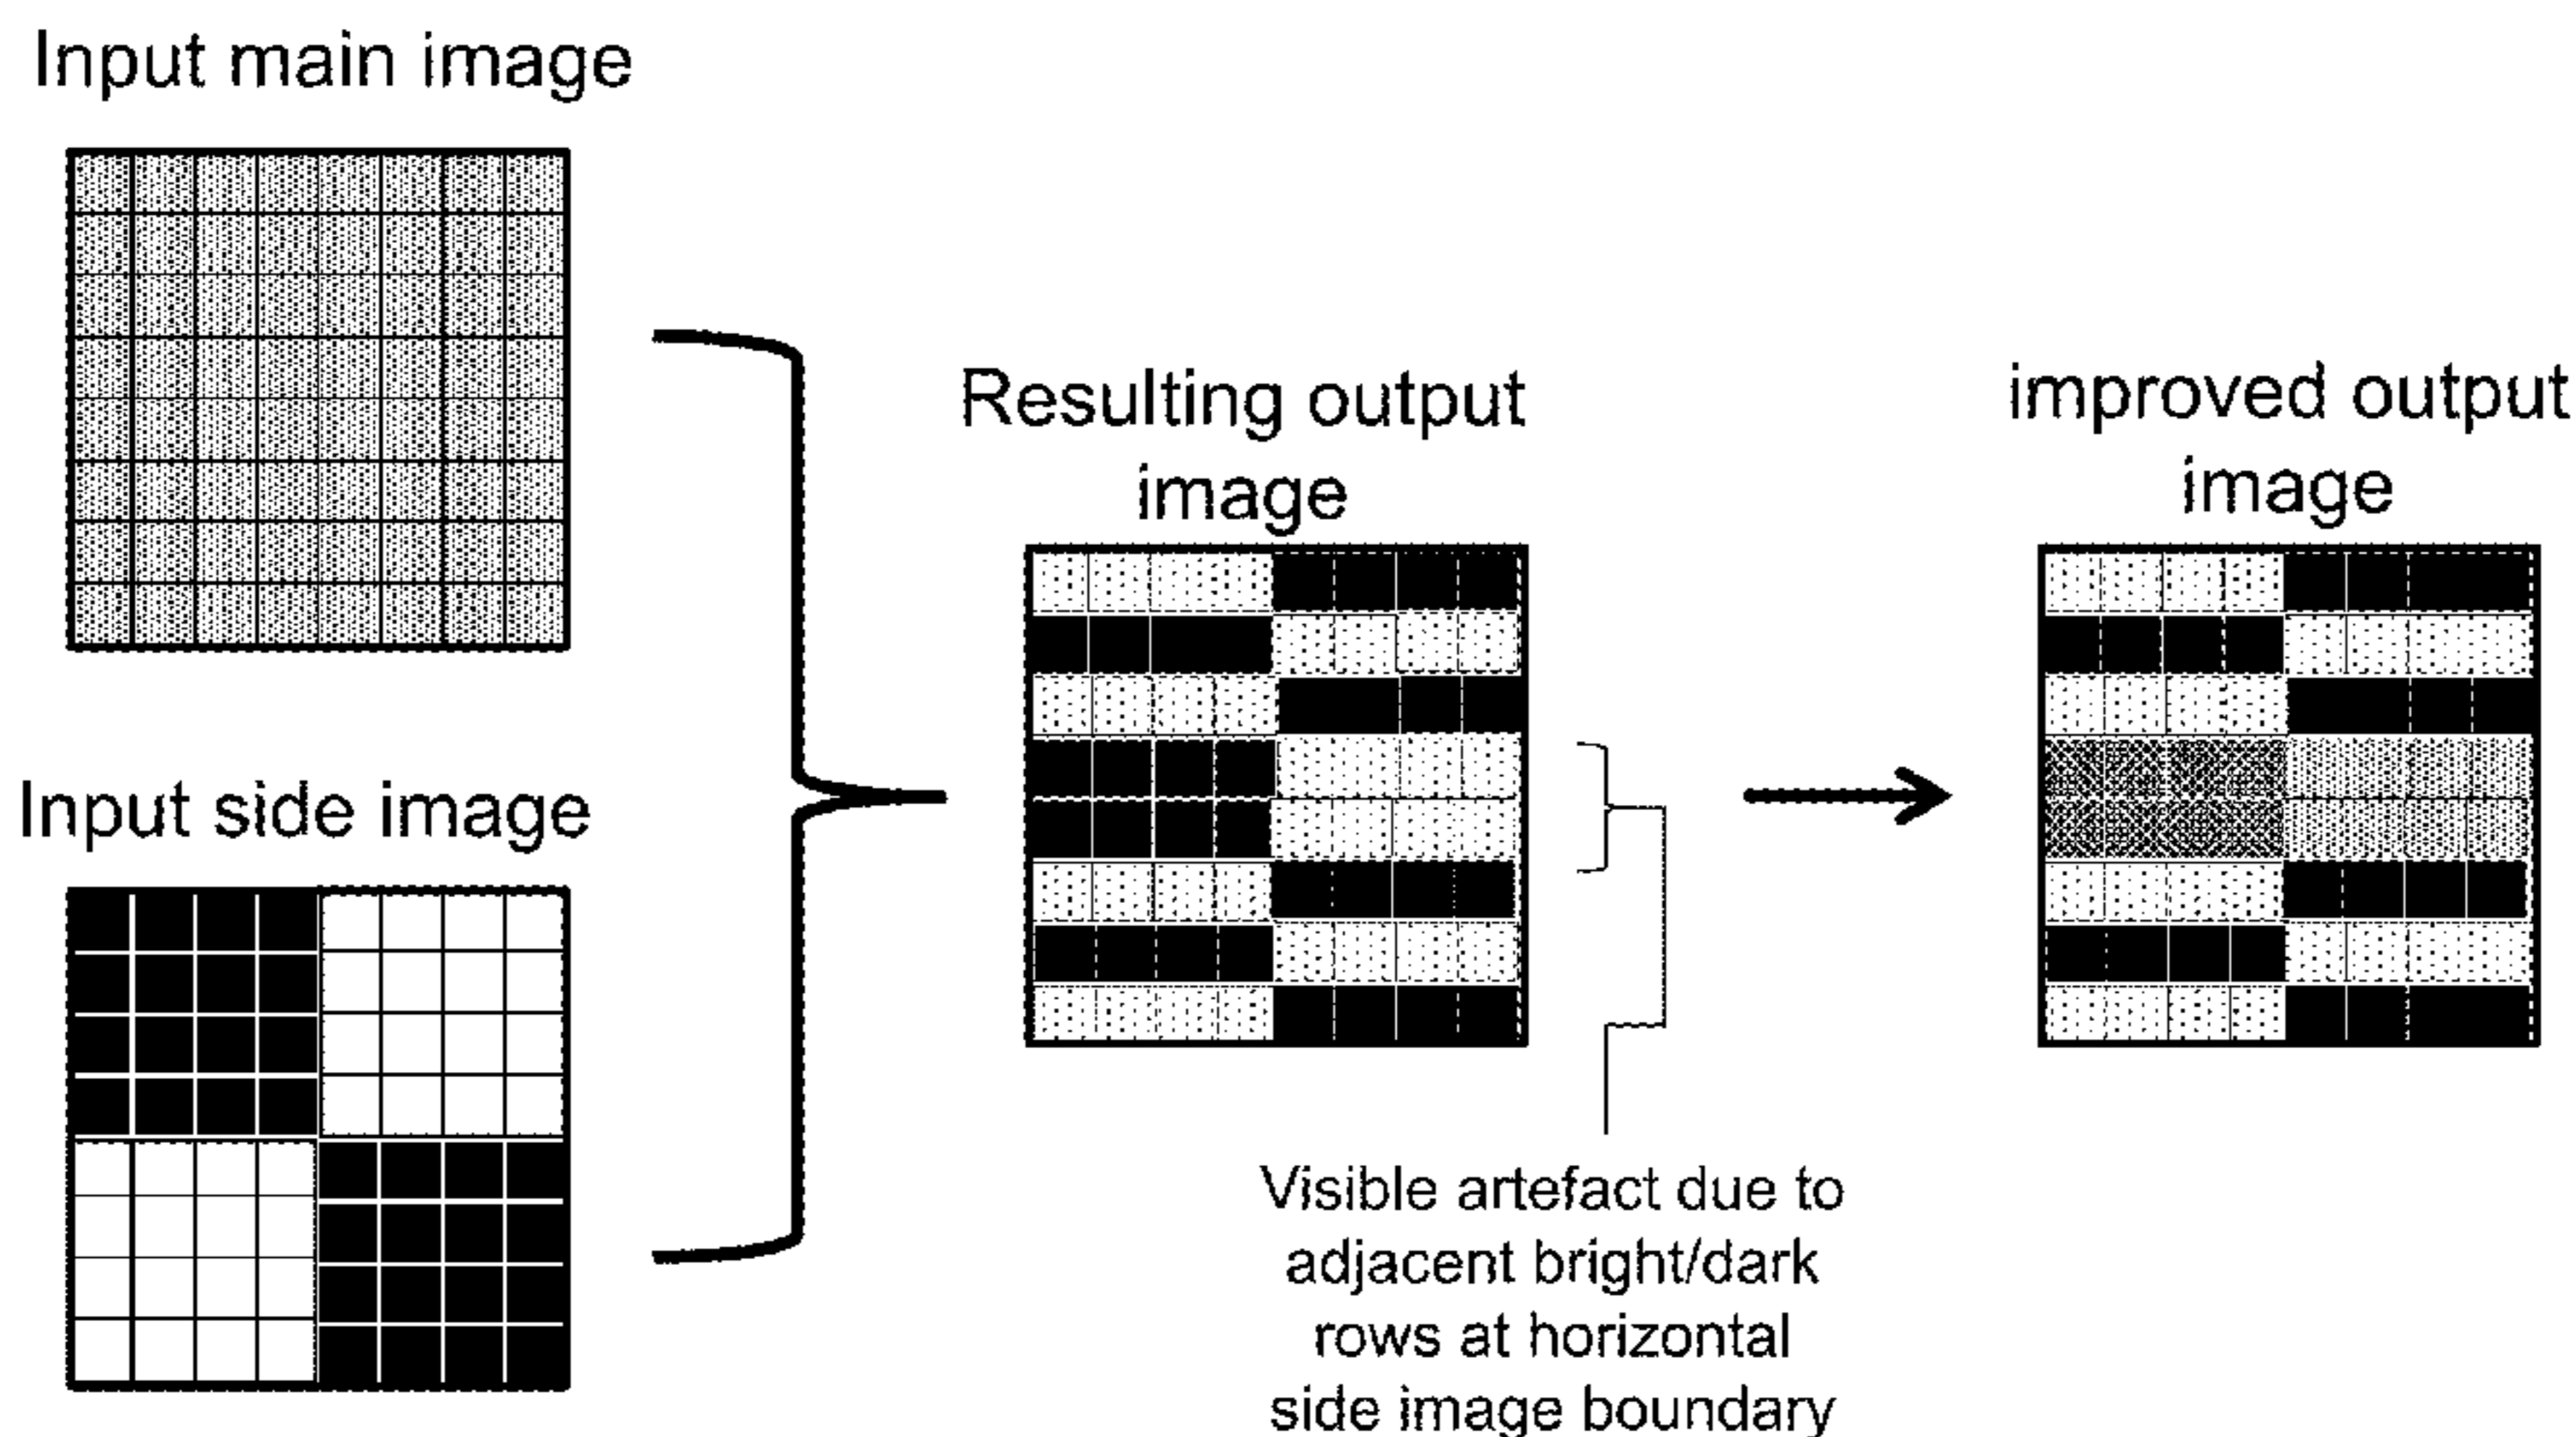 Input main image
Input side image
Resulting output
image
improved output
image
Visible artefact due to
adjacent bright/dark
rows at horizontal
side image boundary